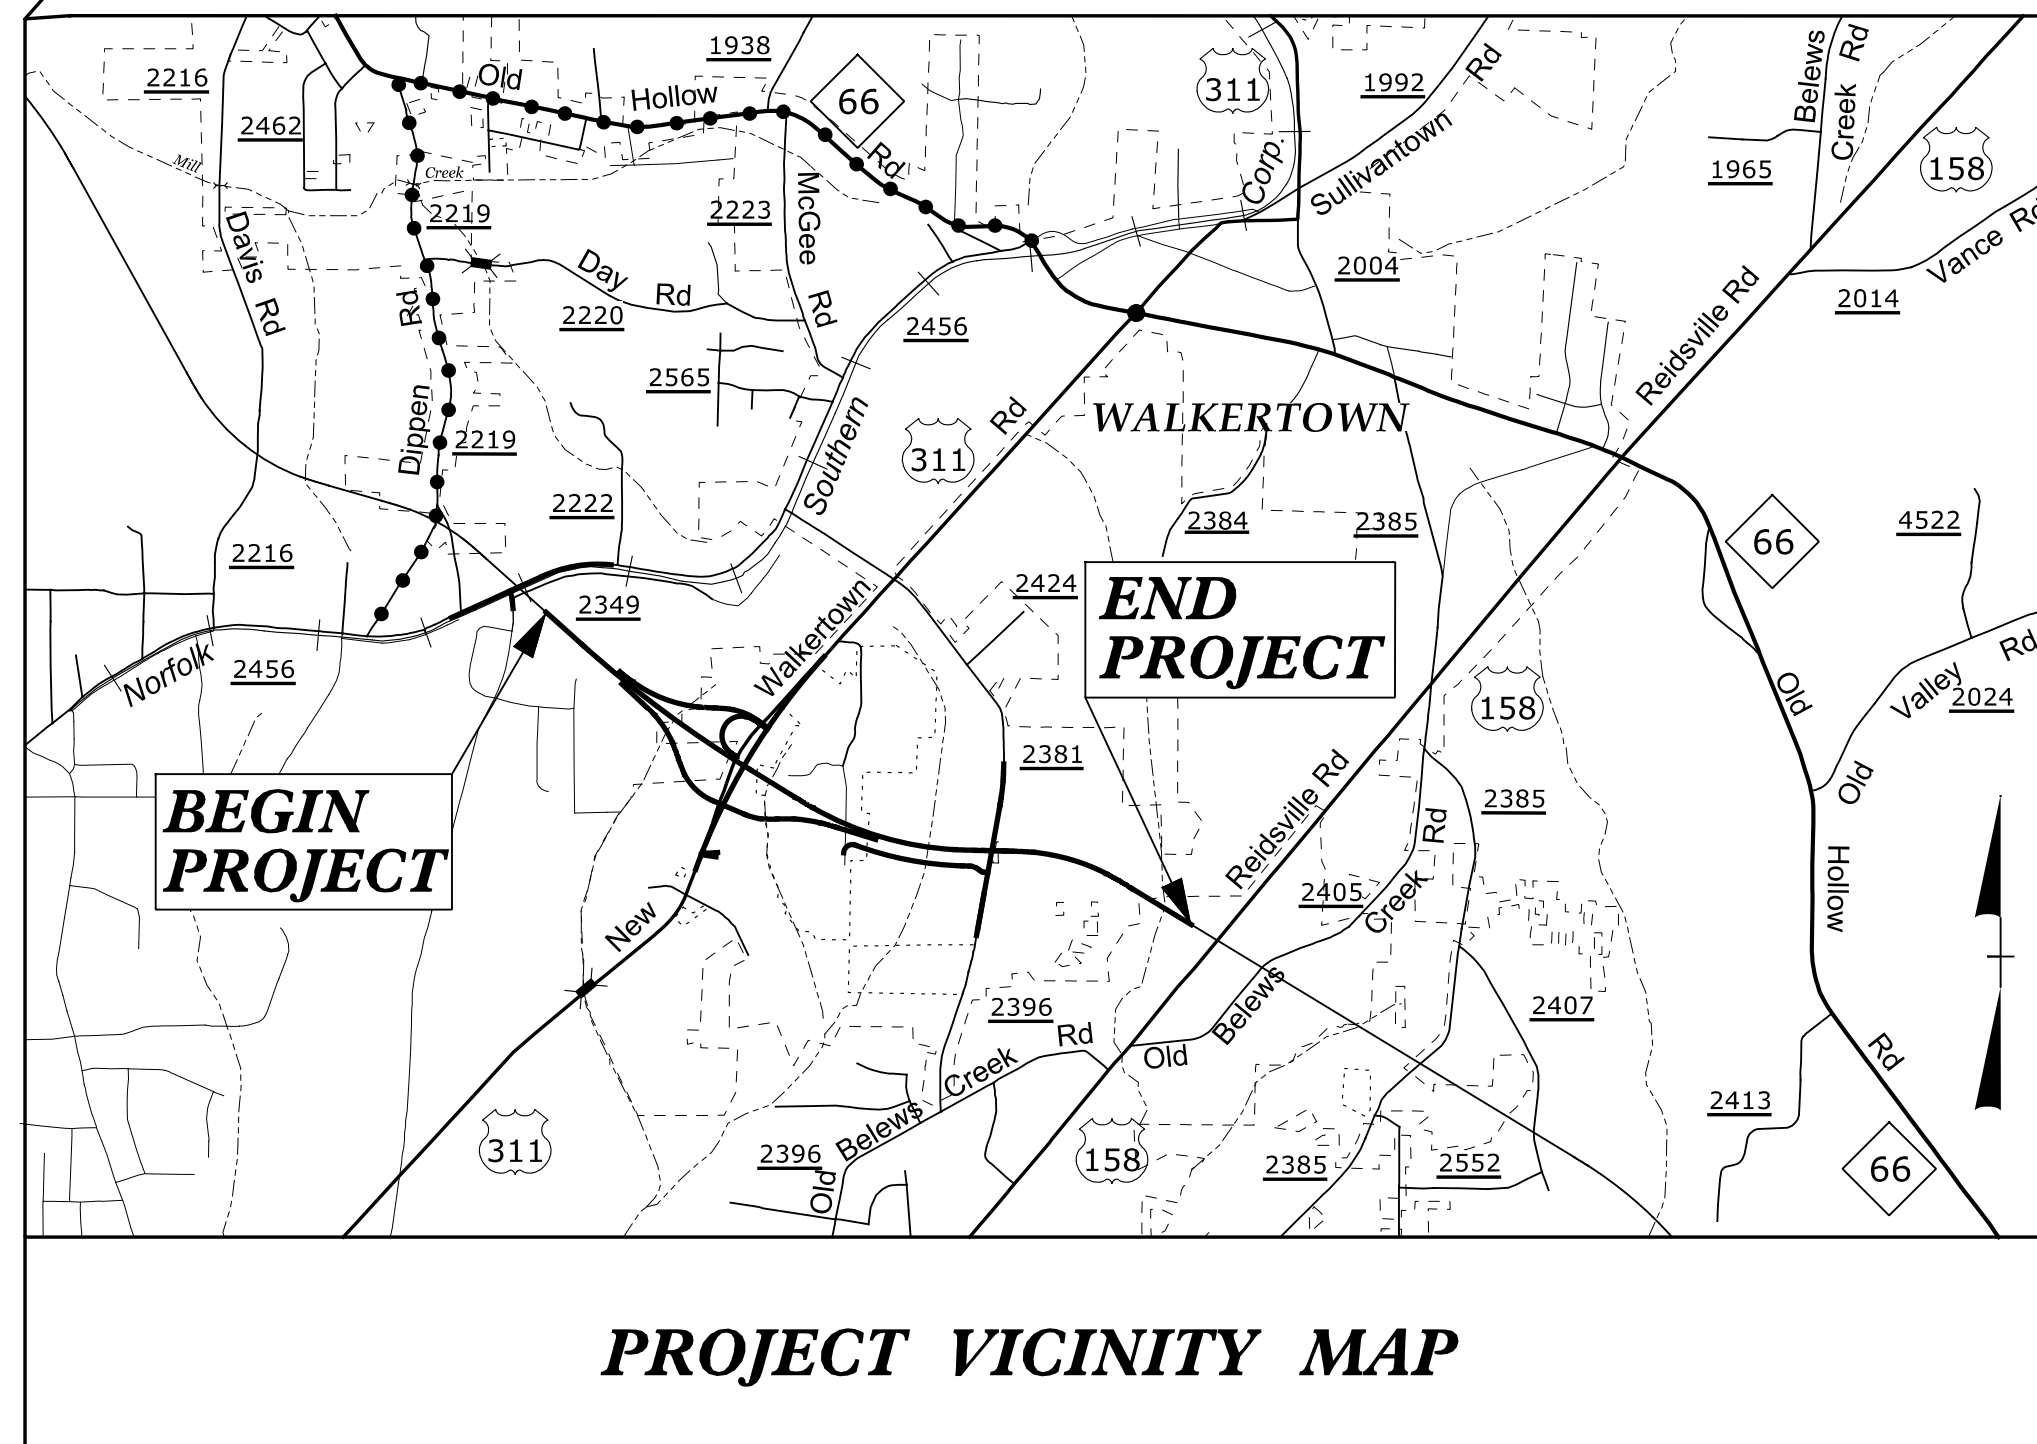 1938
311
1992
Rd
Belews
Creek Rd
2216
Old
Hollow
66
2462
Mill
Creek
Rd
Corp.
Sullivantown
1965
158
2219
2223
McGee
Rd
Davis Rd
Day
Rd
2220
2004
Vance Rd
2014
2456
Rd
Dippen
2565
Reidsville Rd
WALKERTOWN
Rd
311
2219
Southern
2222
2384
2385
66
4522
2216
2349
2424
END
PROJECT
Walkertown
Norfolk
2456
158
Old
Valley Rd
2024
2381
Old
BEGIN
PROJECT
Reidsville Rd
2385
Rd
Hollow
2405
Creek
New
2396
Rd
Belews
Old
2407
Rd
Creek
2413
311
Belews
2396
Old
158
2385
2552
66
PROJECT VICINITY MAP